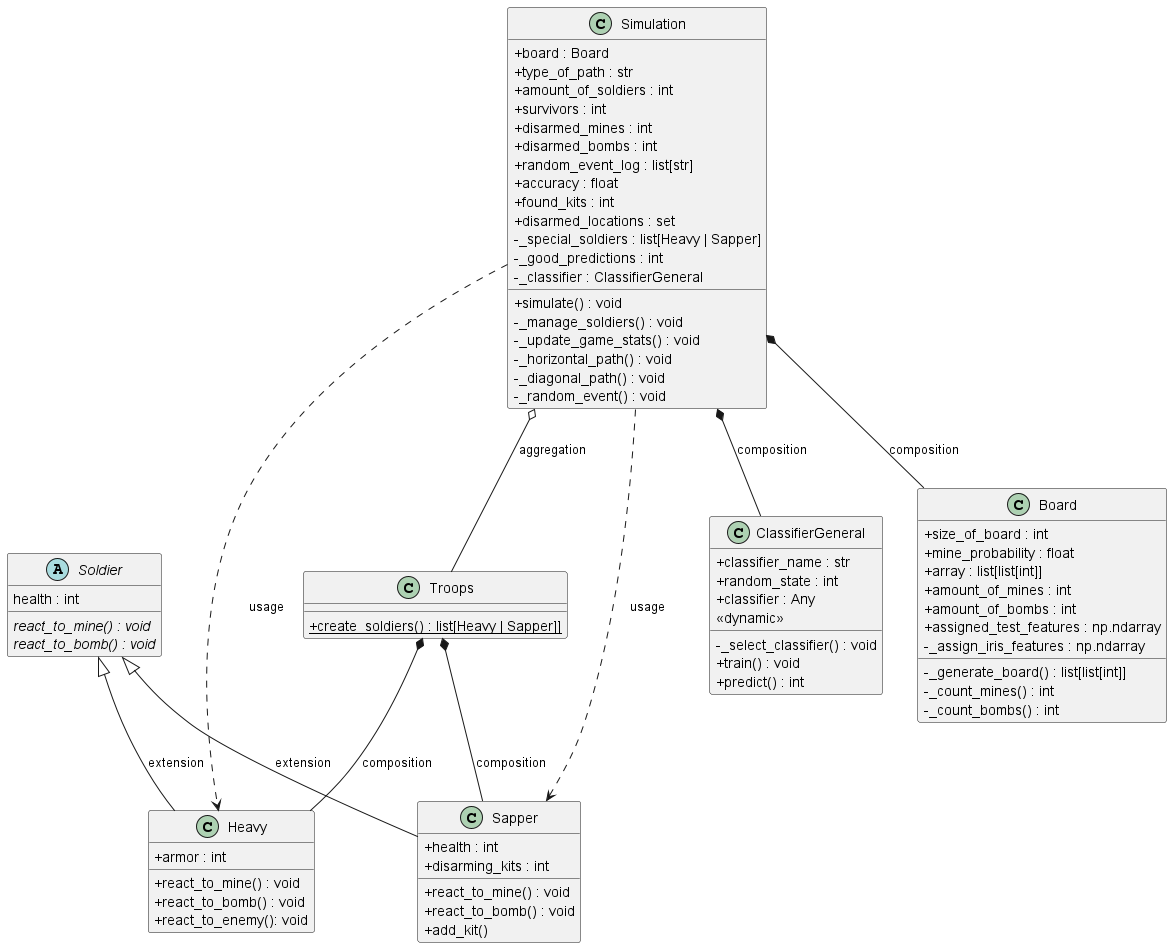 C Simulation
+board : Board
+type_of_path : str
+amount_of_soldiers : int
+survivors : int
+disarmed_mines : int
+disarmed_bombs : int
+random_event_log : list[str]
+accuracy : float
+found_kits : int
+disarmed_locations : set
-_special_soldiers : list[Heavy | Sapper]
-_good_predictions : int
-_classifier : ClassifierGeneral
+simulate() : void
-_manage_soldiers() : void
-_update_game_stats() : void
-_horizontal_path() : void
-_diagonal_path() : void
-_random_event() : void
aggregation
composition
composition
C Board
+size_of_board : int
+mine_probability : float
+array : list[list[int]]
+amount_of_mines : int
+amount_of_bombs : int
+assigned_test_features : np.ndarray
-_assign_iris_features : np.ndarray
-_generate_board() : list[list[int]]
-_count_mines() : int
-_count_bombs() : int
C ClassifierGeneral
+classifier_name : str
+random_state : int
+classifier : Any
«dynamic»
-_select_classifier() : void
+train() : void
+predict() : int
A Soldier
health : int
react_to_mine() : void
react_to_bomb() : void
C Troops
+create_soldiers() : list[Heavy | Sapper]]
usage
usage
extension
extension
composition
composition
C Heavy
+armor : int
+react_to_mine() : void
+react_to_bomb() : void
+react_to_enemy(): void
C Sapper
+health : int
+disarming_kits : int
+react_to_mine() : void
+react_to_bomb() : void
+add_kit()